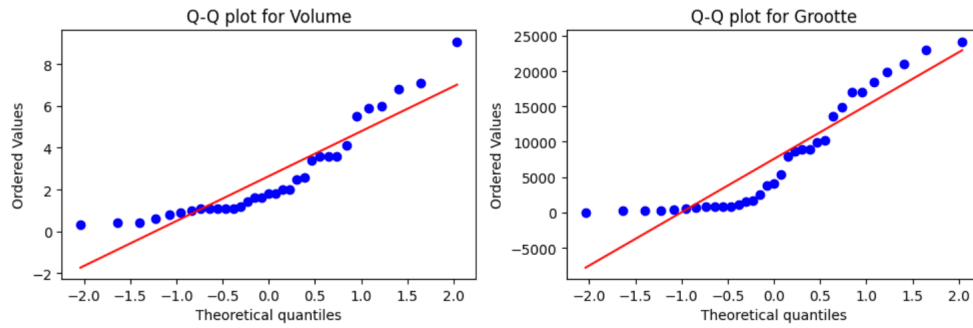 Q-Q plot for Volume
8
6
4
2
0
−2
Ordered Values
−2.0 −1.5 −1.0 −0.5 0.0 0.5 1.0 1.5 2.0
Theoretical quantiles
Q-Q plot for Grootte
25000
20000
15000
10000
5000
0
−5000
Ordered Values
−2.0 −1.5 −1.0 −0.5 0.0 0.5 1.0 1.5 2.0
Theoretical quantiles